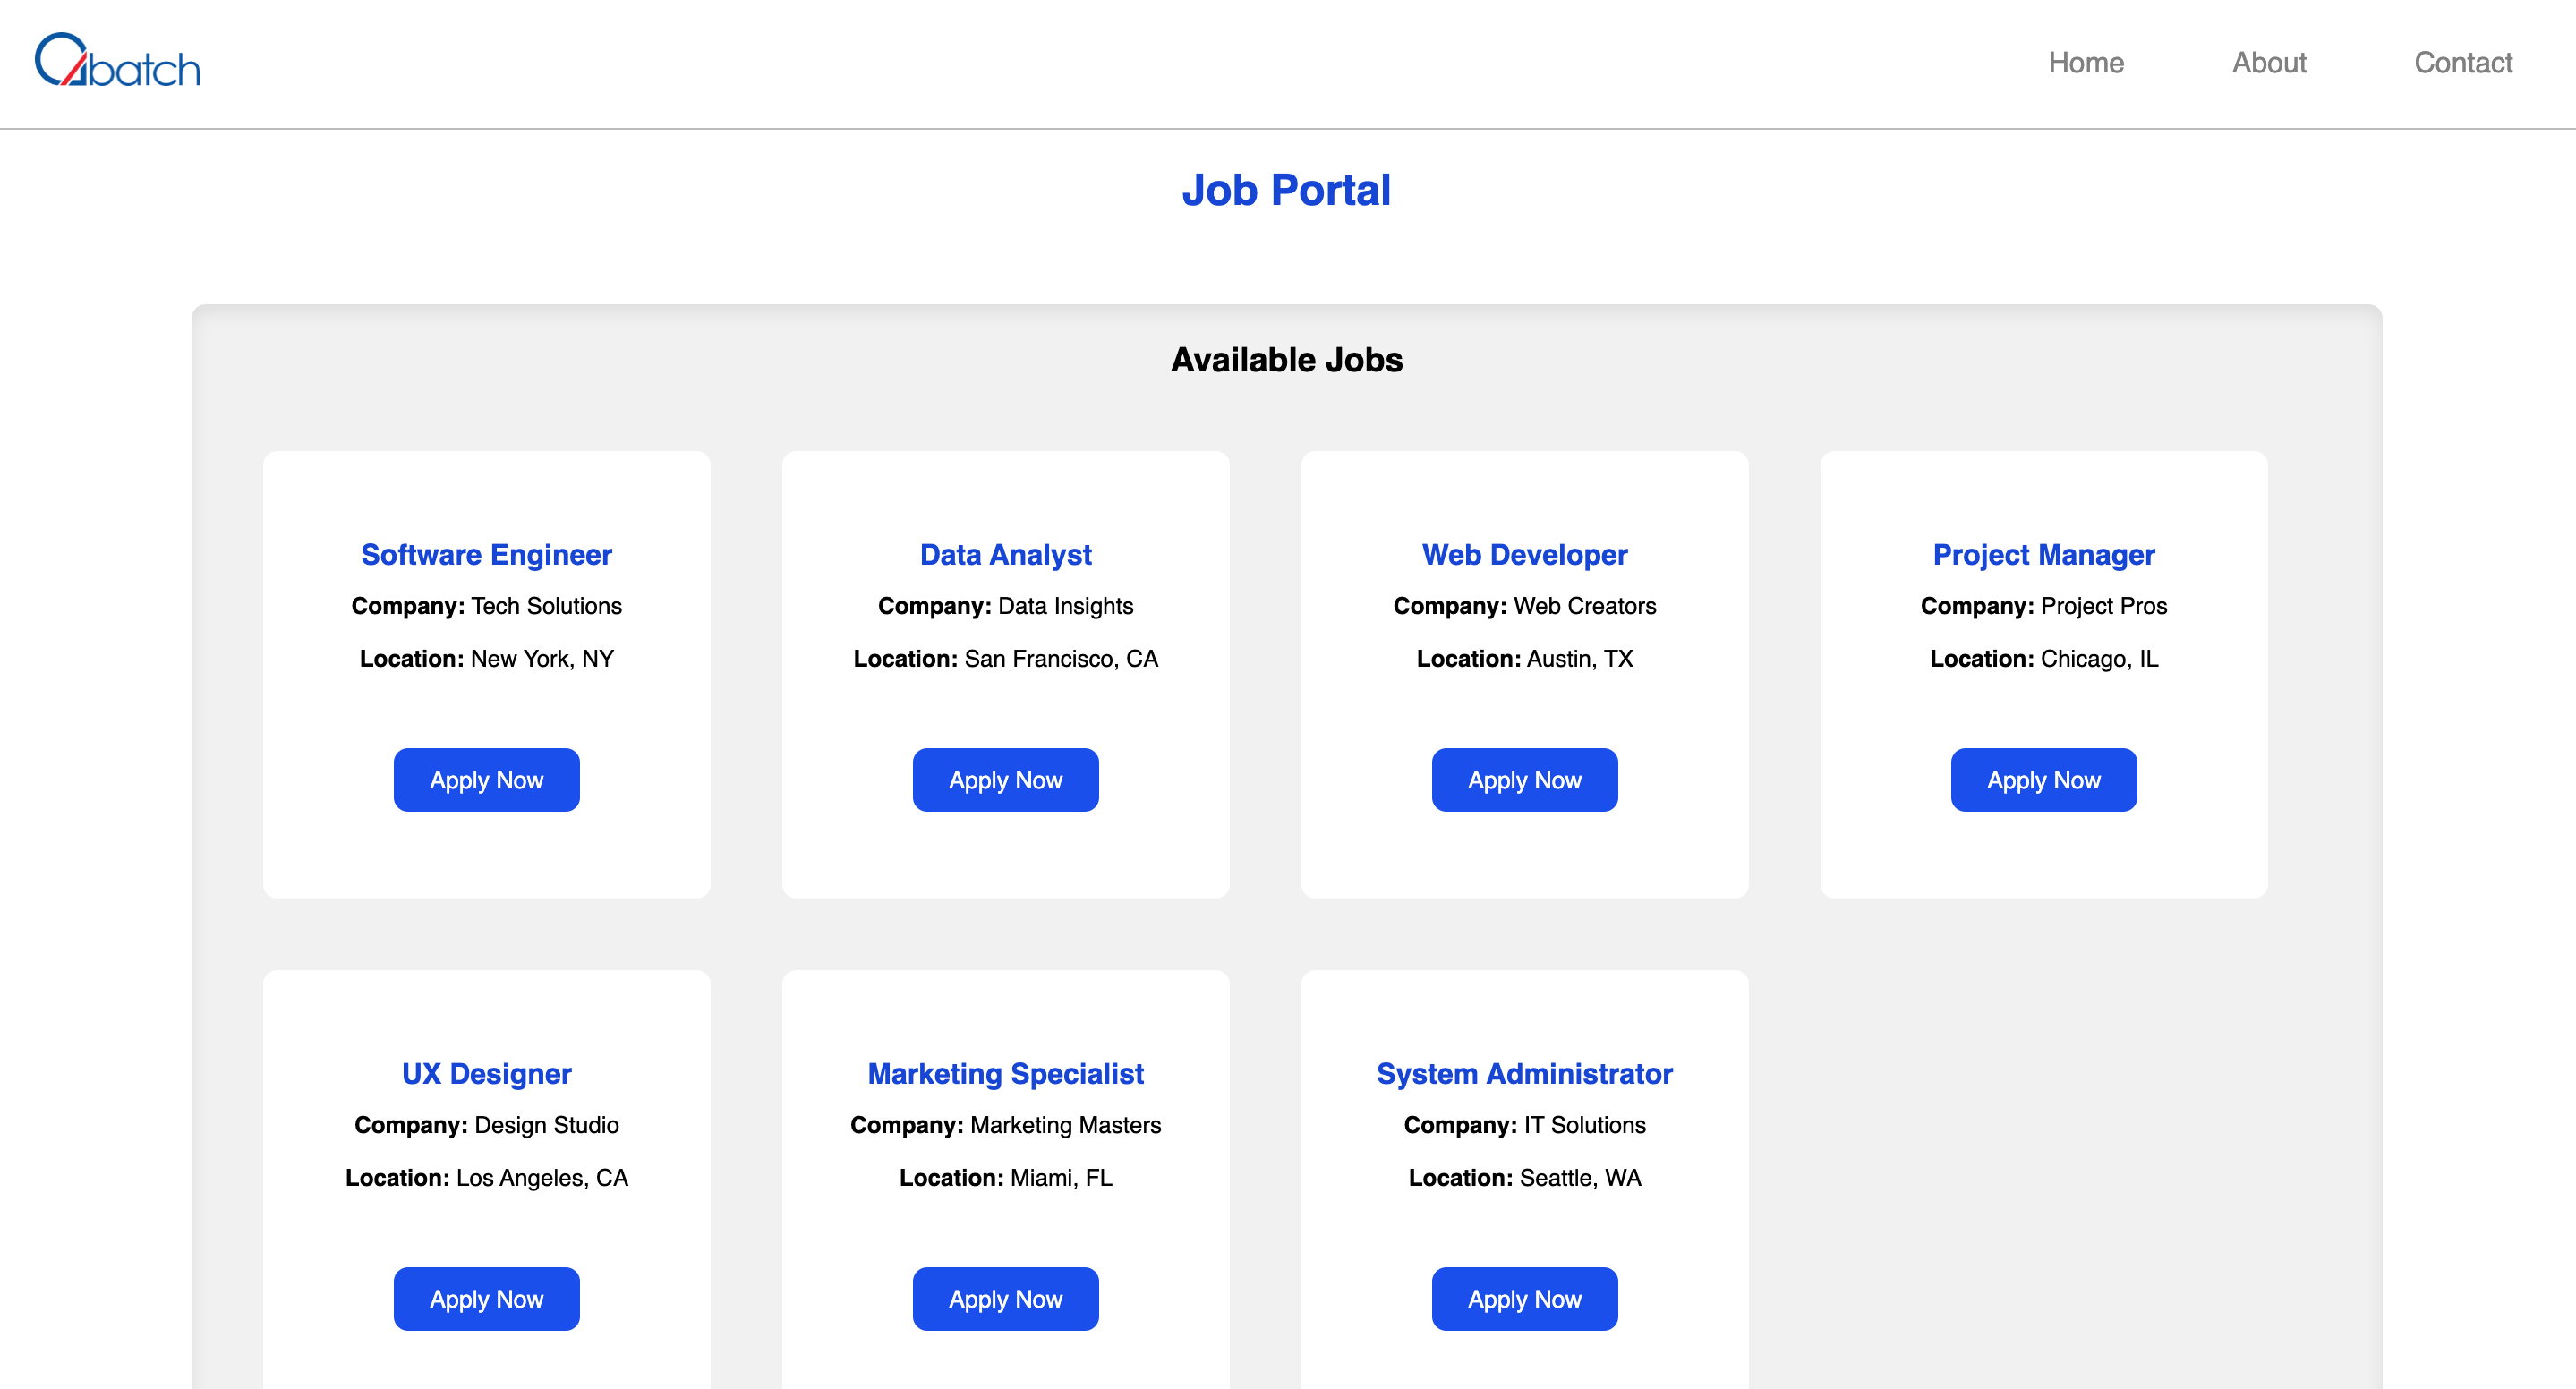 Qbatch
Home
About
Contact
Job Portal
Available Jobs
Software Engineer
Company: Tech Solutions
Location: New York, NY
Apply Now
Data Analyst
Company: Data Insights
Location: San Francisco, CA
Apply Now
Web Developer
Company: Web Creators
Location: Austin, TX
Apply Now
Project Manager
Company: Project Pros
Location: Chicago, IL
Apply Now
UX Designer
Company: Design Studio
Location: Los Angeles, CA
Apply Now
Marketing Specialist
Company: Marketing Masters
Location: Miami, FL
Apply Now
System Administrator
Company: IT Solutions
Location: Seattle, WA
Apply Now